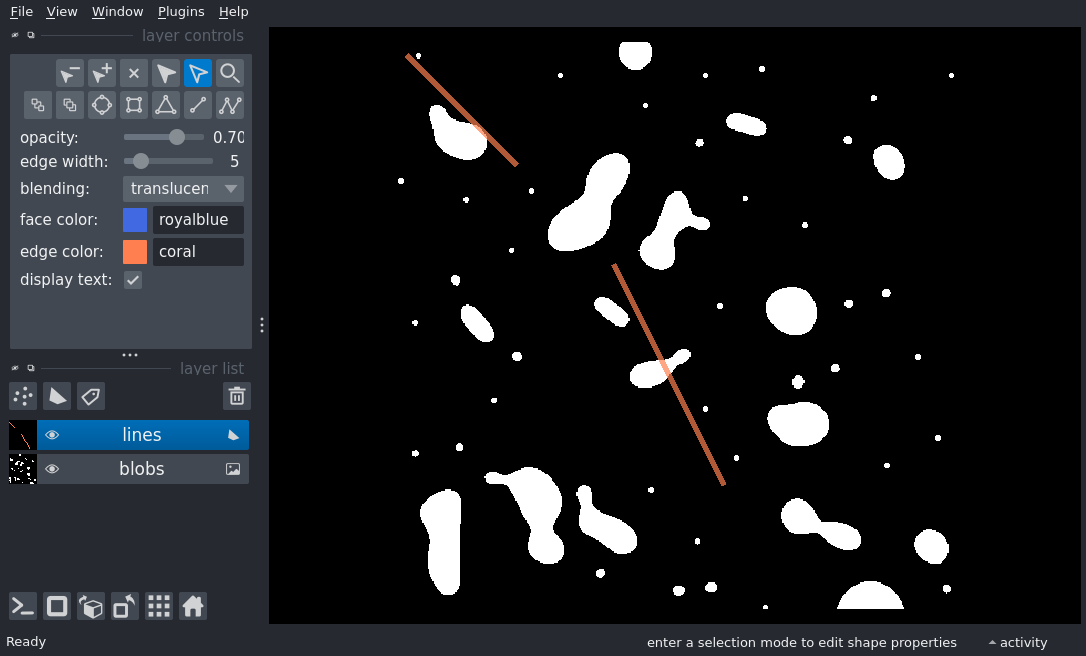 File View Window Plugins Help
layer controls
opacity: 0.70
edge width: 5
blending: translucen
face color: royalblue
edge color: coral
display text:
layer list
lines
blobs
Ready
enter a selection mode to edit shape properties
activity